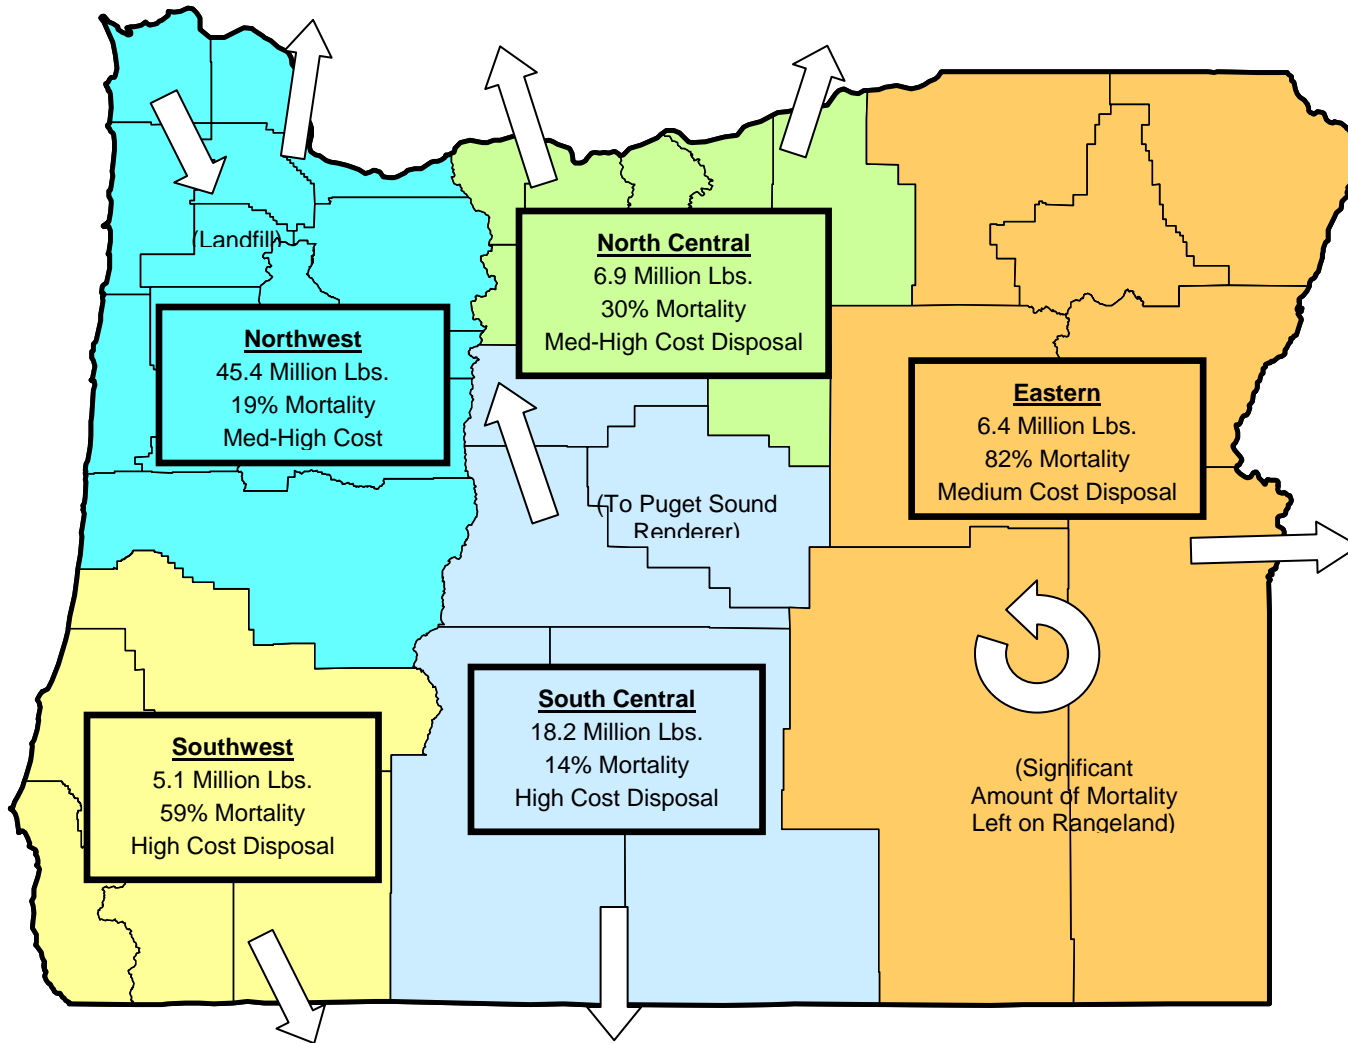 (Landfill)
North Central
6.9 Million Lbs.
30% Mortality
Med-High Cost Disposal
Northwest
45.4 Million Lbs.
19% Mortality
Med-High Cost
Eastern
6.4 Million Lbs.
82% Mortality
Medium Cost Disposal
(To Puget Sound
Renderer)
South Central
18.2 Million Lbs.
14% Mortality
High Cost Disposal
Southwest
5.1 Million Lbs.
59% Mortality
High Cost Disposal
(Significant
Amount of Mortality
Left on Rangeland)